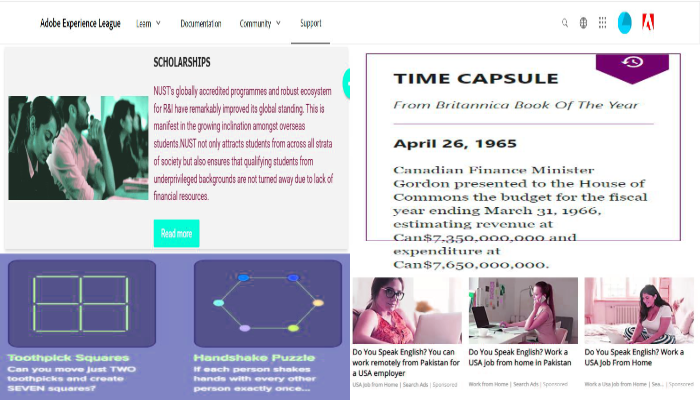 Adobe Experience League Learn Documentation Community Support
SCHOLARSHIPS
NUST's globally accredited programmes and robust ecosystem
for R&I have remarkably improved its global standing. This is
manifest in the growing inclination amongst overseas
students.NUST not only attracts students from across all strata
of society but also ensures that qualifying students from
underprivileged backgrounds are not turned away due to lack of
financial resources.
Read more
TIME CAPSULE
From Britannica Book Of The Year
April 26, 1965
Canadian Finance Minister
Gordon presented to the House of
Commons the budget for the fiscal
year ending March 31, 1966,
estimating revenue at
Can$7,350,000,000 and
expenditure at
Can$7,650,000,000.
Toothpick Squares
Can you move just TWO
toothpicks and create
SEVEN squares?
Handshake Puzzle
If each person shakes
hands with every other
person exactly once...
Do You Speak English? You can
work remotely from Pakistan for
a USA employer
USA Job from Home | Search Ads | Sponsored
Do You Speak English? Work a
USA job from home in Pakistan
Work from Home | Search Ads | Sponsored
Do You Speak English? Work a
USA Job From Home
Work a Usa Job from Home | Sea... | Sponsored